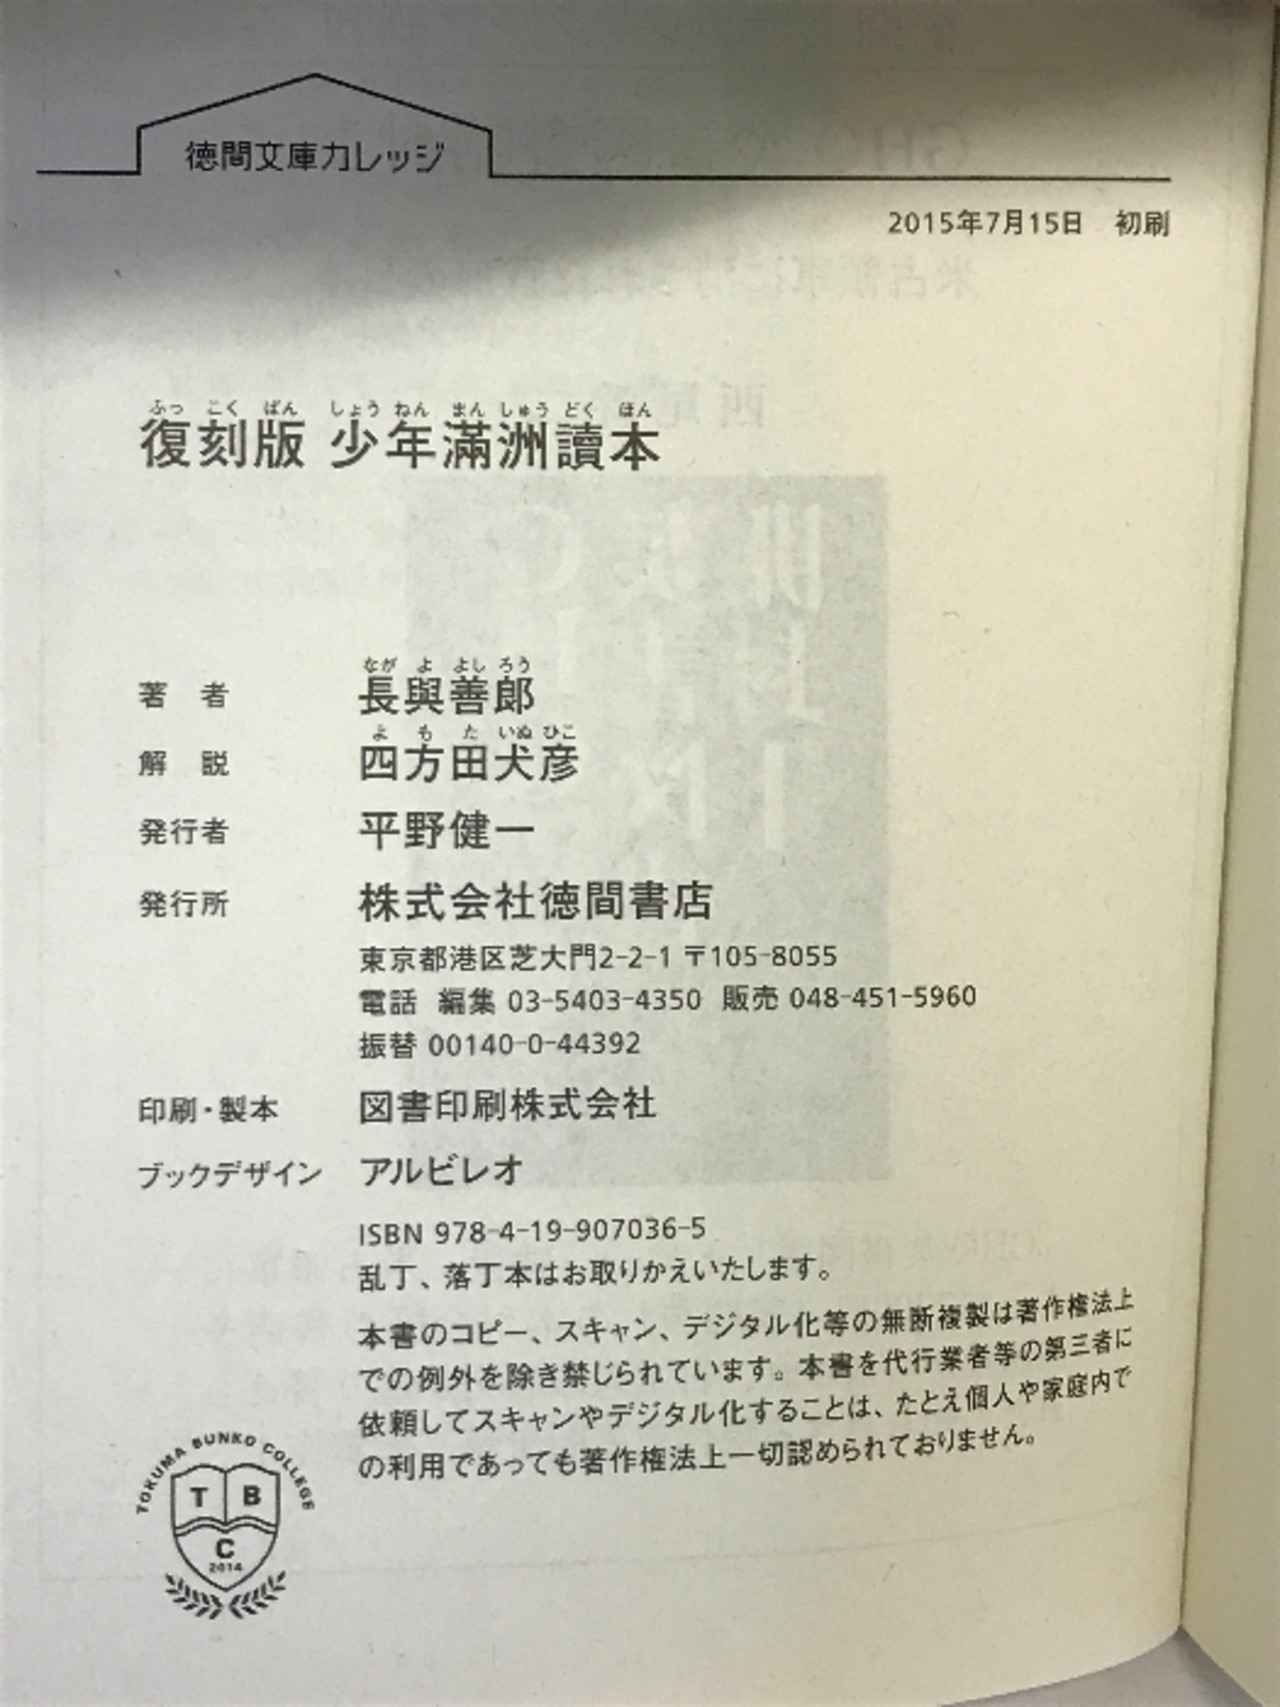 徳間文庫カレッジ
2015年7月15日　初刷
ふっ こく ばん しょう ねん まん しゅう どく ほん
復刻版 少年滿洲讀本
なが よ よし ろう
著　者 長與善郎
よ も た いぬ ひこ
解　説 四方田犬彦
発行者 平野健一
発行所 株式会社徳間書店
東京都港区芝大門2-2-1 〒105-8055
電話 編集 03-5403-4350 販売 048-451-5960
振替 00140-0-44392
印刷・製本 図書印刷株式会社
ブックデザイン アルビレオ
ISBN 978-4-19-907036-5
乱丁、落丁本はお取りかえいたします。
本書のコピー、スキャン、デジタル化等の無断複製は著作権法上
での例外を除き禁じられています。本書を代行業者等の第三者に
依頼してスキャンやデジタル化することは、たとえ個人や家庭内で
の利用であっても著作権法上一切認められておりません。
TOKUMA BUNKO COLLEGE
T B
C
2014